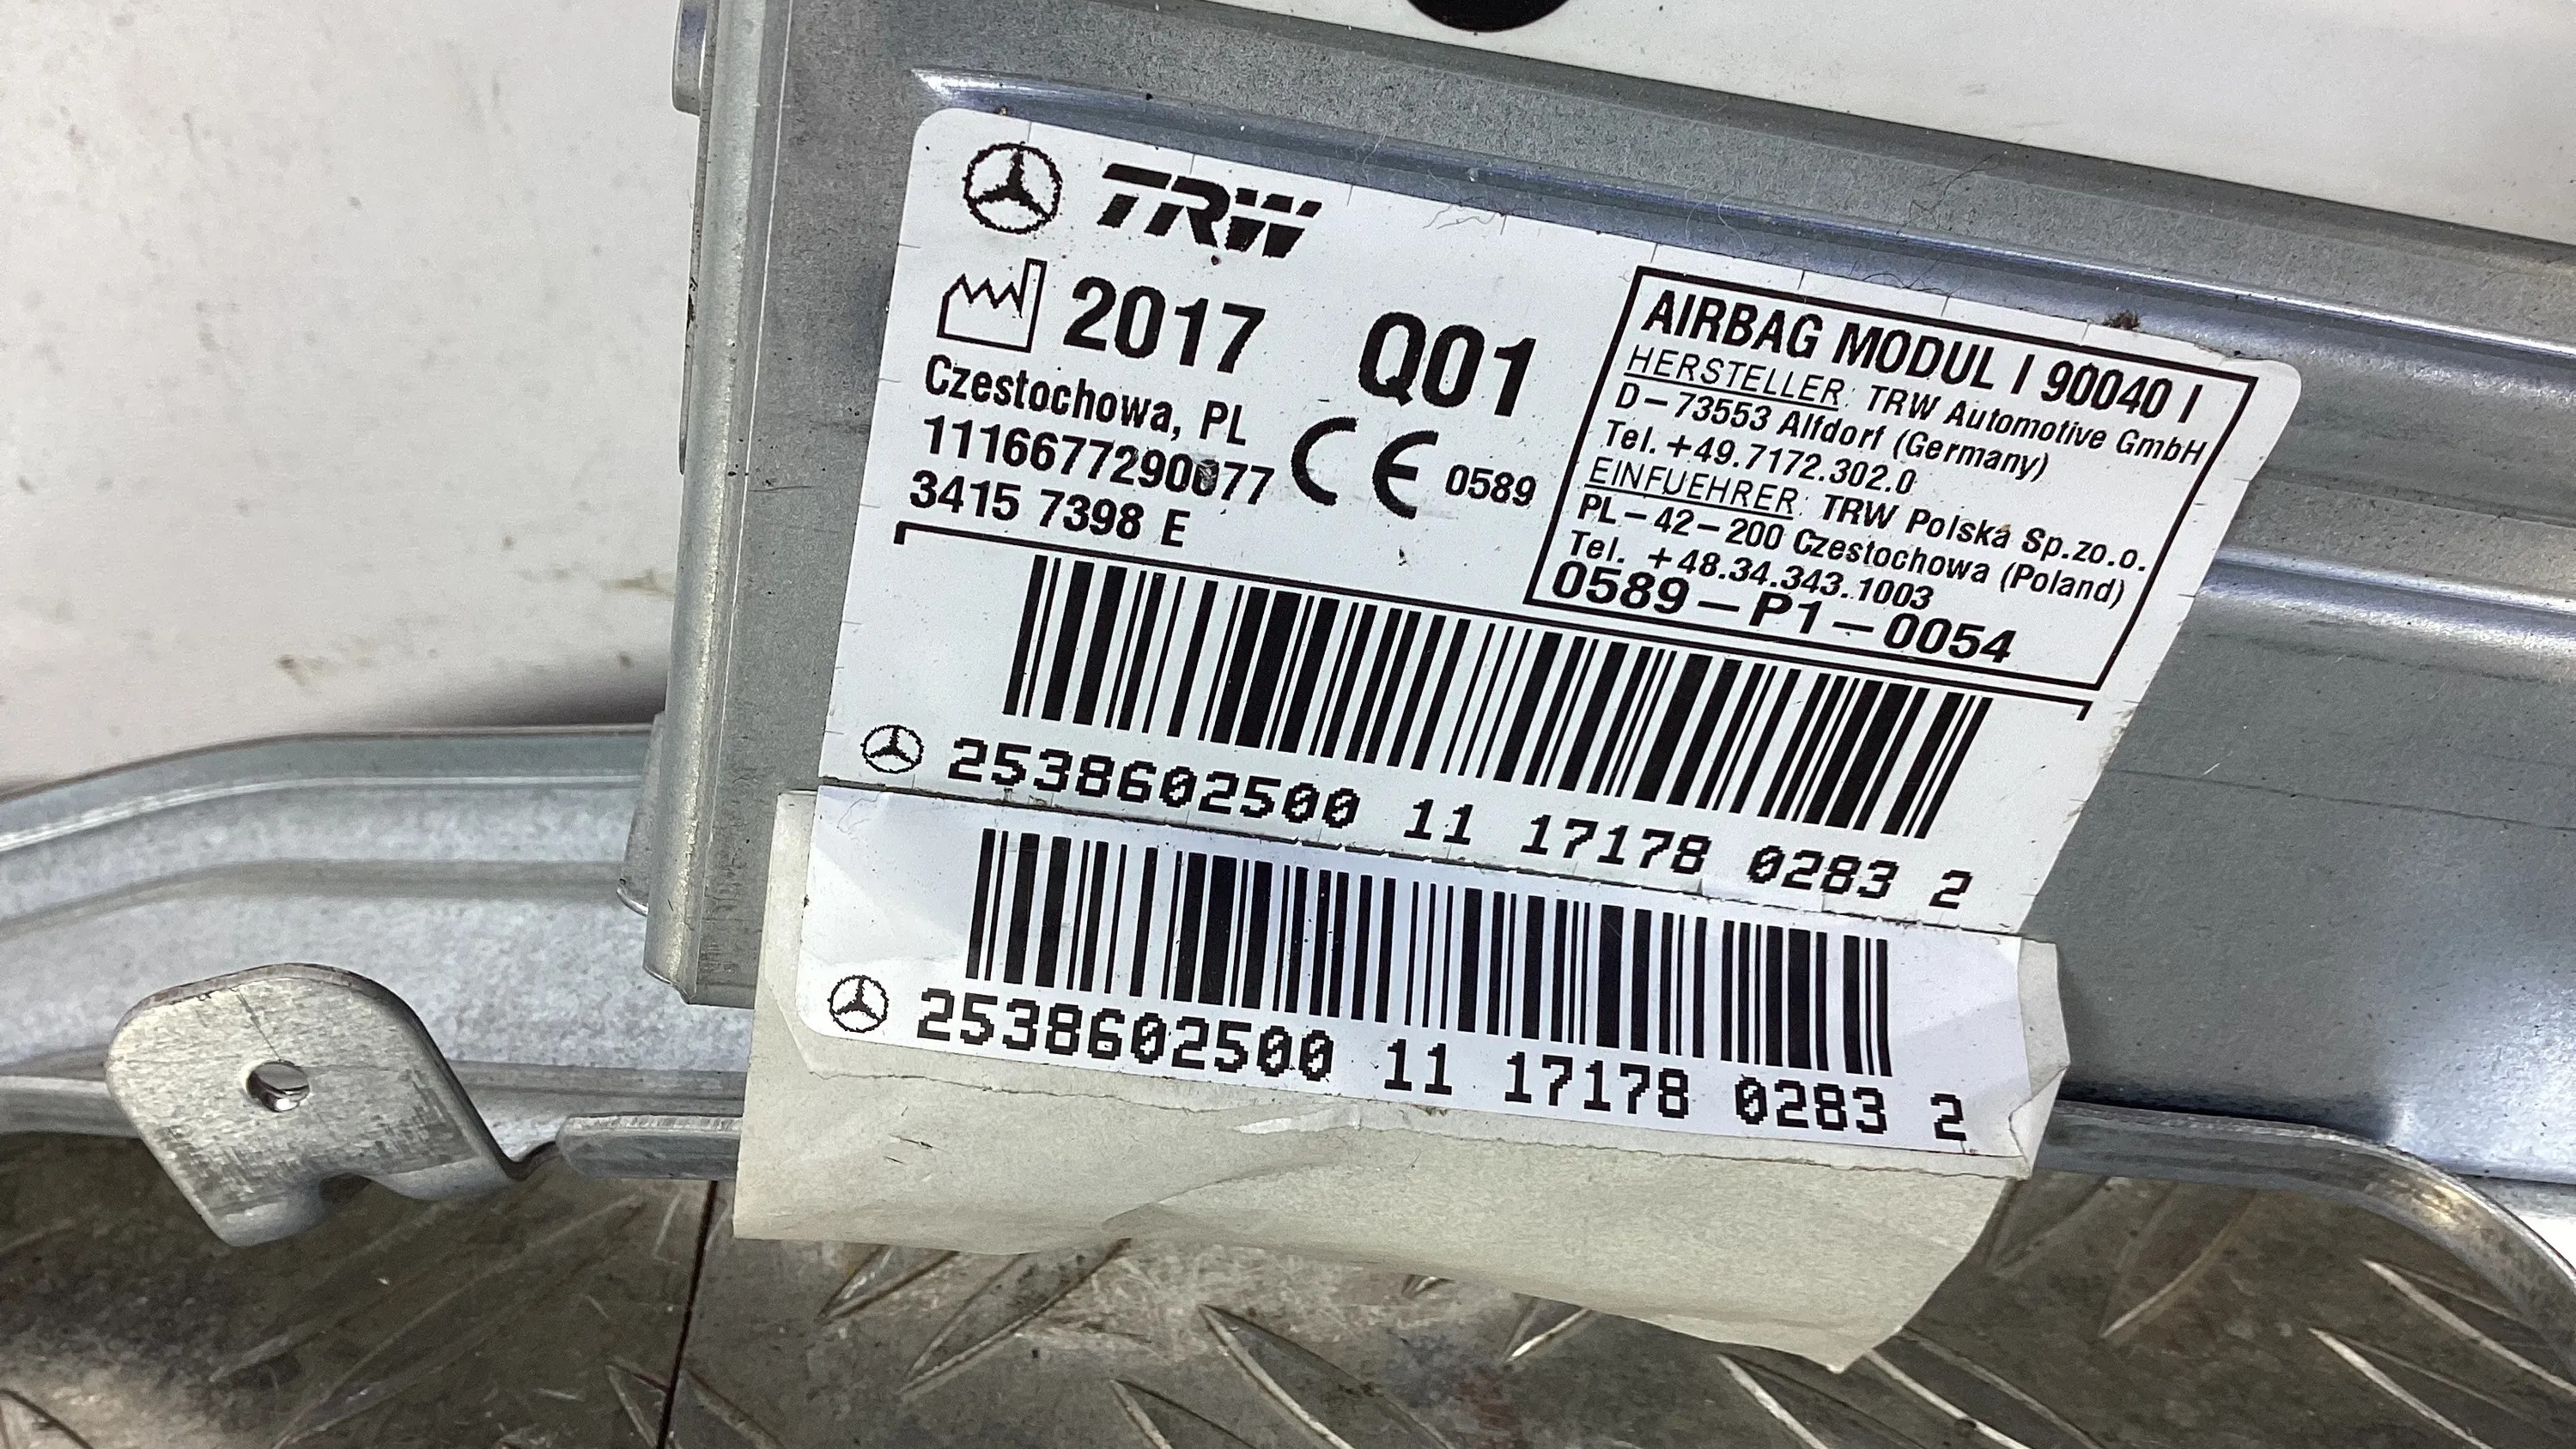 TRW
2017 Q01
Czestochowa, PL
1116677290077
3415 7398 E
CE 0589
AIRBAG MODUL I 90040 I
HERSTELLER: TRW Automotive GmbH
D-73553 Alfdorf (Germany)
Tel. +49.7172.302.0
EINFUEHRER: TRW Polska Sp.zo.o.
PL-42-200 Czestochowa (Poland)
Tel. +48.34.343.1003
0589-P1-0054
2538602500 11 17178 0283 2
2538602500 11 17178 0283 2